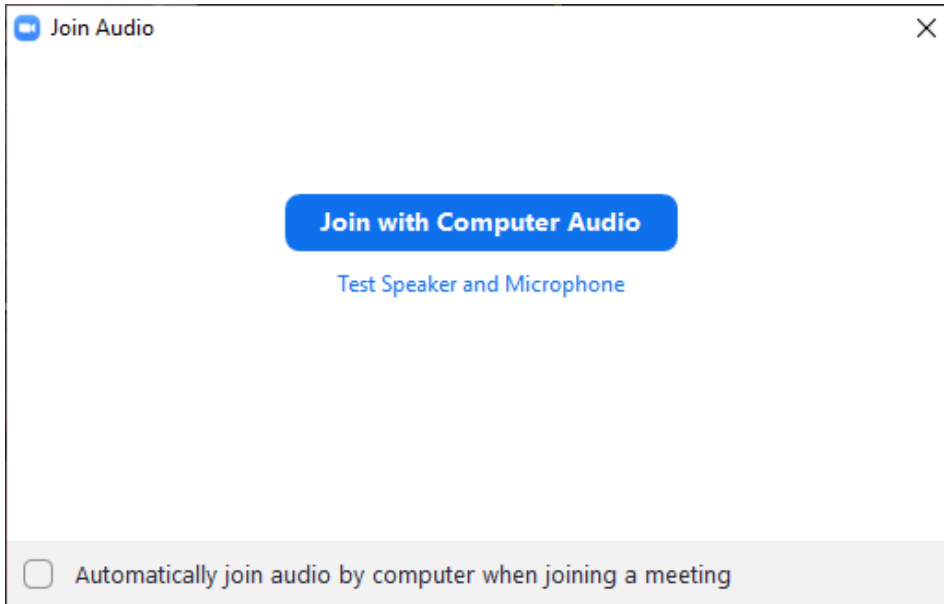 Join Audio
Join with Computer Audio
Test Speaker and Microphone
Automatically join audio by computer when joining a meeting